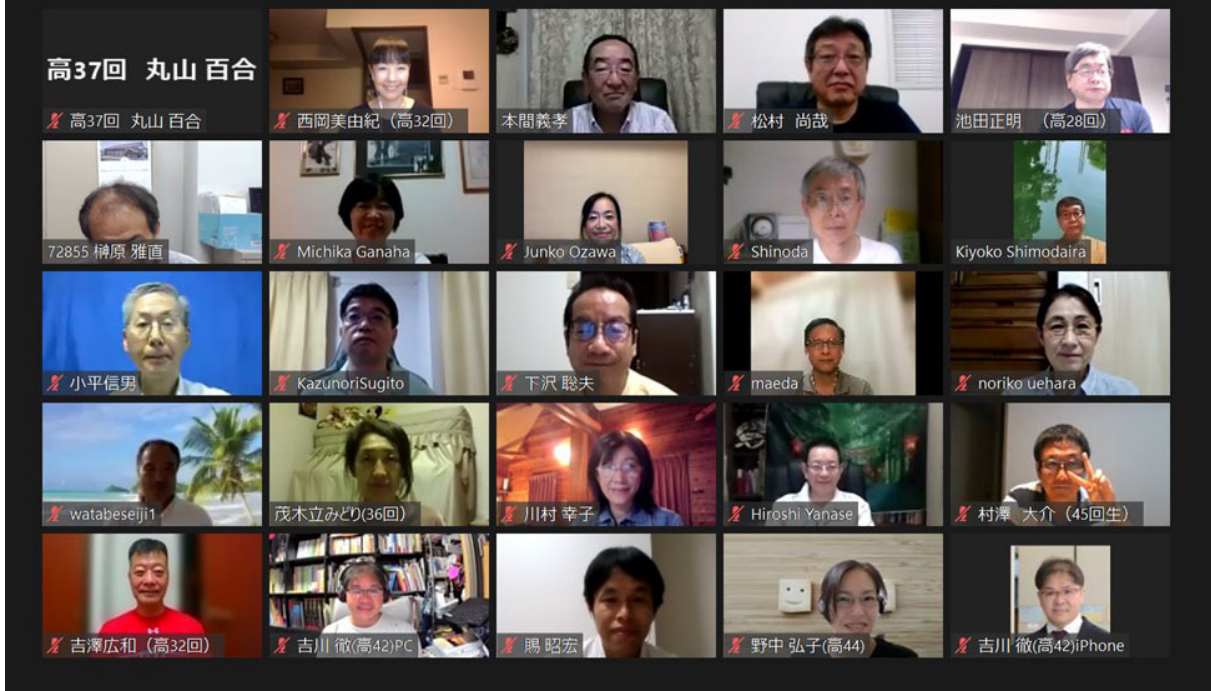 高37回 丸山 百合
高37回 丸山 百合
西岡美由紀（高32回）
本間義孝
松村 尚哉
池田正明 （高28回）
72855 榊原 雅直
Michika Ganaha
Junko Ozawa
Shinoda
Kiyoko Shimodaira
小平信男
KazunoriSugito
下沢 聡夫
maeda
noriko uehara
watabeseiji1
茂木立みどり(36回）
川村 幸子
Hiroshi Yanase
村澤 大介（45回生）
吉澤広和（高32回）
吉川 徹(高42)PC
賜 昭宏
野中 弘子(高44)
吉川 徹(高42)iPhone